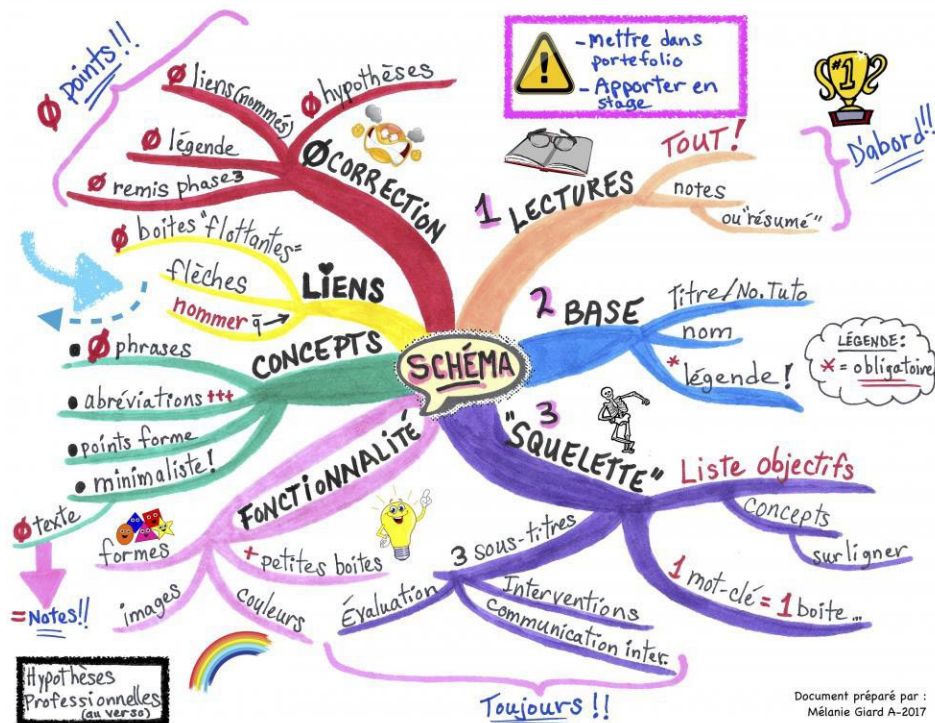 SCHÉMA
- Mettre dans
portefolio
- Apporter en
stage
#1
D'abord!!
1 LECTURES
TOUT!
notes
ou "résumé"
2 BASE
Titre/No.Tuto
nom
* légende!
LÉGENDE:
* = obligatoire
3
"SQUELETTE"
Liste objectifs
Concepts
surligner
1 mot-clé = 1 boite...
3 sous-titres
Évaluation
Interventions
communication inter.
Toujours!!
FONCTIONNALITÉ
+ petites boites
couleurs
images
formes
CONCEPTS
• Ø phrases
• abréviations +++
• points forme
• minimaliste!
Ø texte
= Notes!!
LIENS
Ø boites "flottantes"
flèches
nommer q̄ →
Ø CORRECTION
Ø hypothèses
Ø liens (nommés)
Ø légende
Ø remis phase 3
Ø Points!!
Hypothèses
Professionnelles
(au verso)
Document préparé par :
Mélanie Giard A-2017